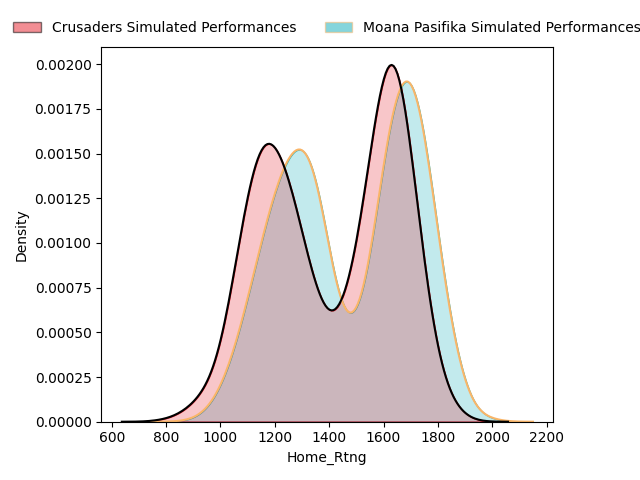 Crusaders Simulated Performances Moana Pasifika Simulated Performances
0.00200
0.00175
0.00150
0.00125
0.00100
0.00075
0.00050
0.00025
0.00000
Density
600 800 1000 1200 1400 1600 1800 2000 2200
Home_Rtng